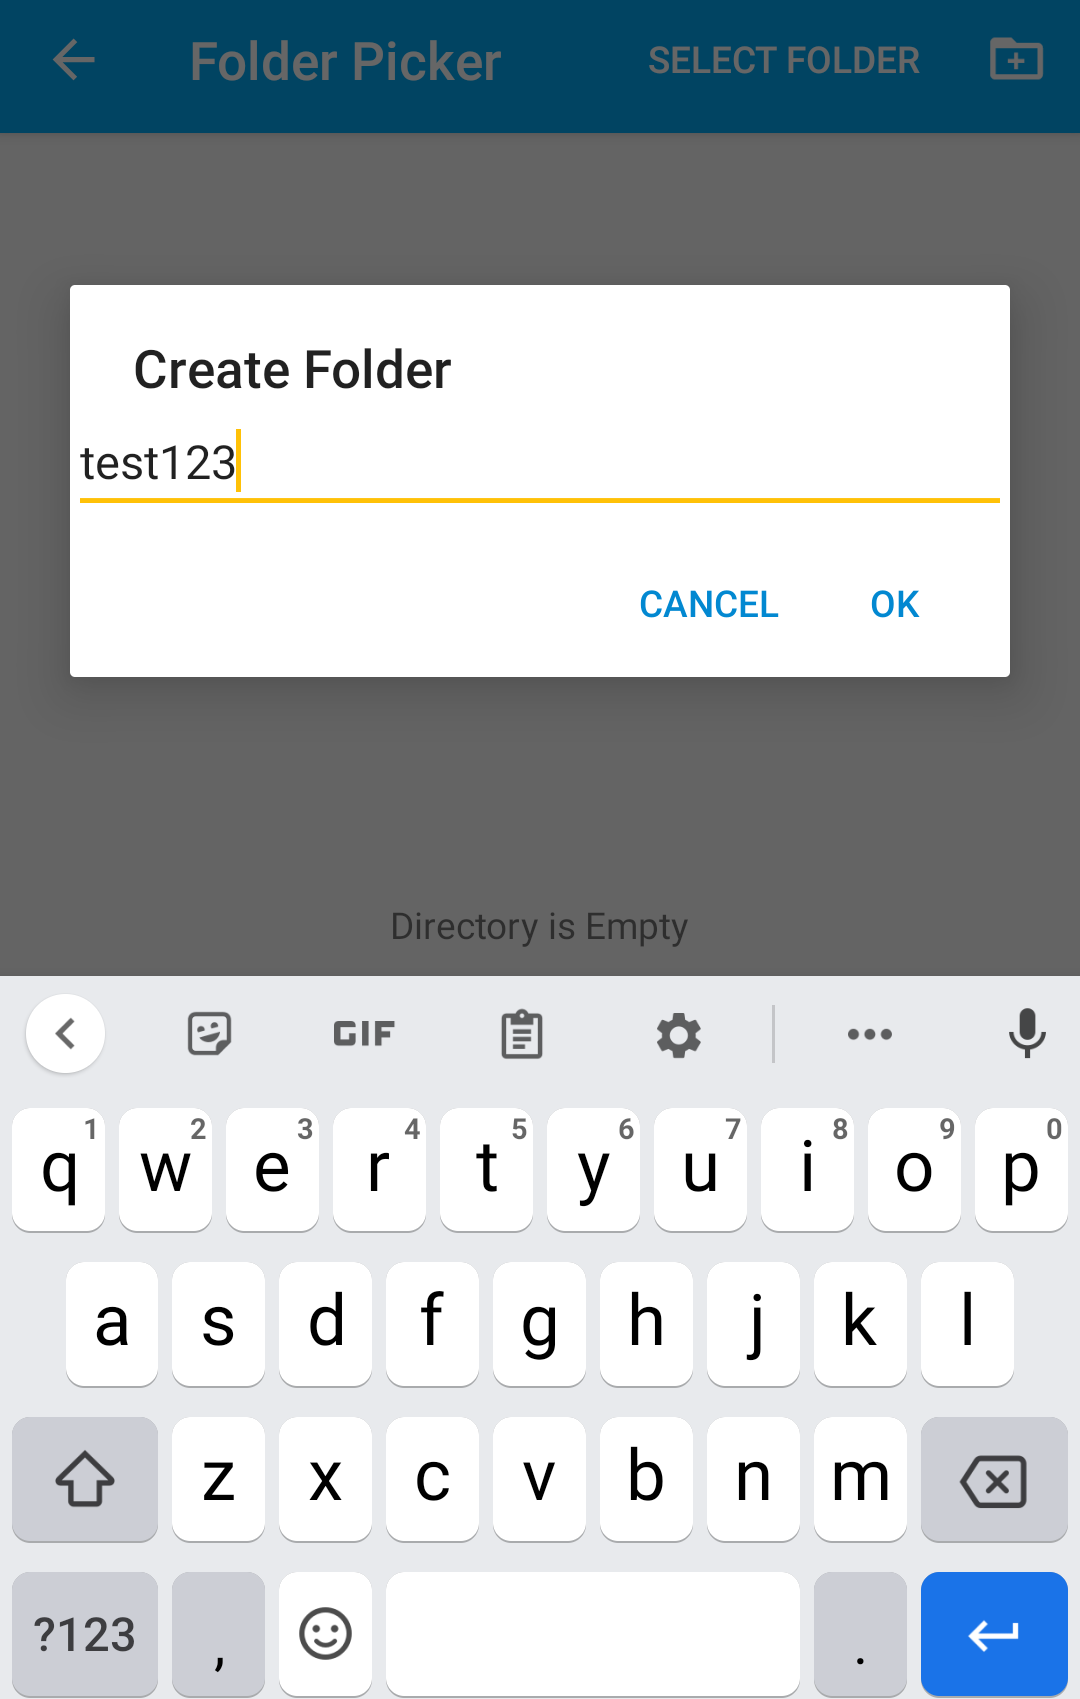 Folder Picker SELECT FOLDER
Create Folder
test123
CANCEL OK
Directory is Empty
GIF
1 2 3 4 5 6 7 8 9 0
q w e r t y u i o p
a s d f g h j k l
z x c v b n m
?123 , .